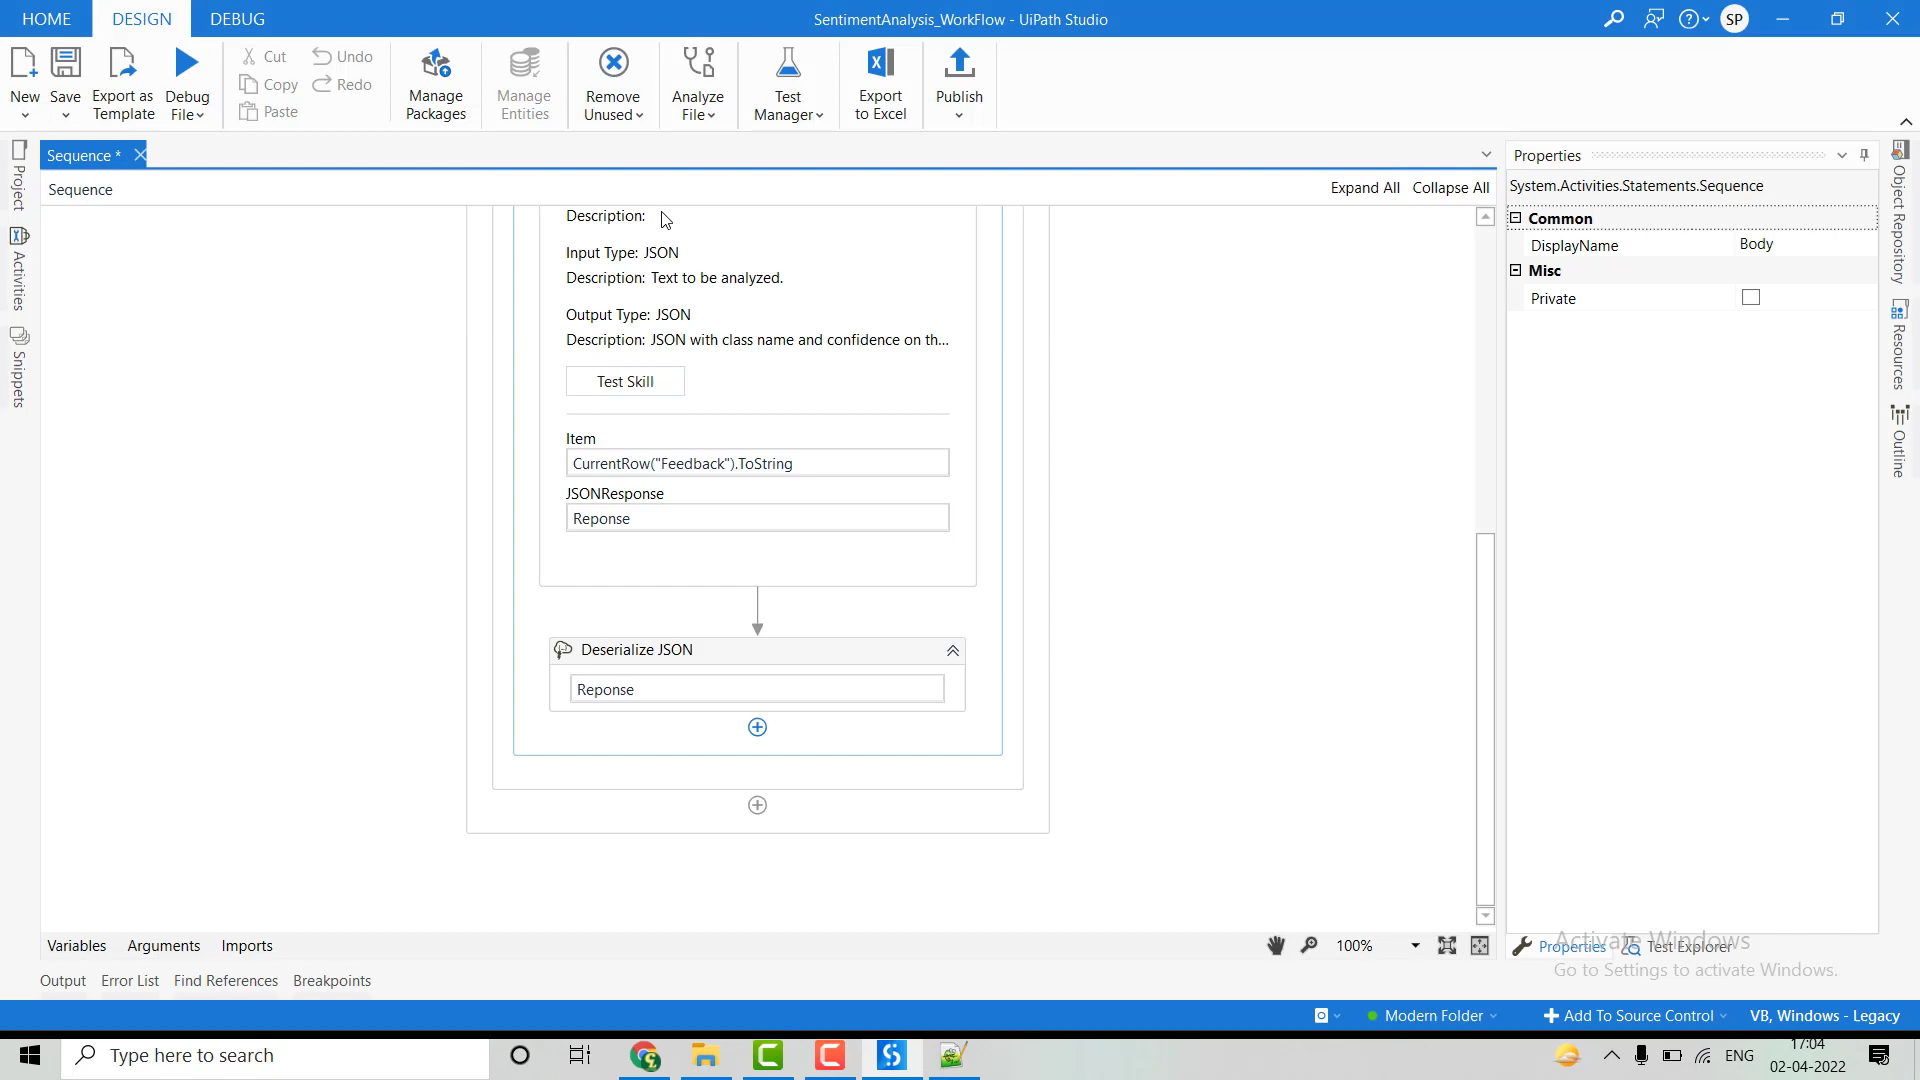 HOME DESIGN DEBUG SentimentAnalysis_WorkFlow - UiPath Studio SP
Cut Undo
Copy Redo
Paste
New Save Export as Template Debug File Manage Packages Manage Entities Remove Unused Analyze File Test Manager Export to Excel Publish
Sequence *
Sequence Expand All Collapse All
Project
Activities
Snippets
Description:
Input Type: JSON
Description: Text to be analyzed.
Output Type: JSON
Description: JSON with class name and confidence on th...
Test Skill
Item
CurrentRow("Feedback").ToString
JSONResponse
Reponse
Deserialize JSON
Reponse
Properties
System.Activities.Statements.Sequence
Common
DisplayName Body
Misc
Private
Object Repository
Resources
Outline
Variables Arguments Imports 100% Properties Test Explorer
Activate Windows
Go to Settings to activate Windows.
Output Error List Find References Breakpoints
Modern Folder Add To Source Control VB, Windows - Legacy
Type here to search ENG 17:04
02-04-2022